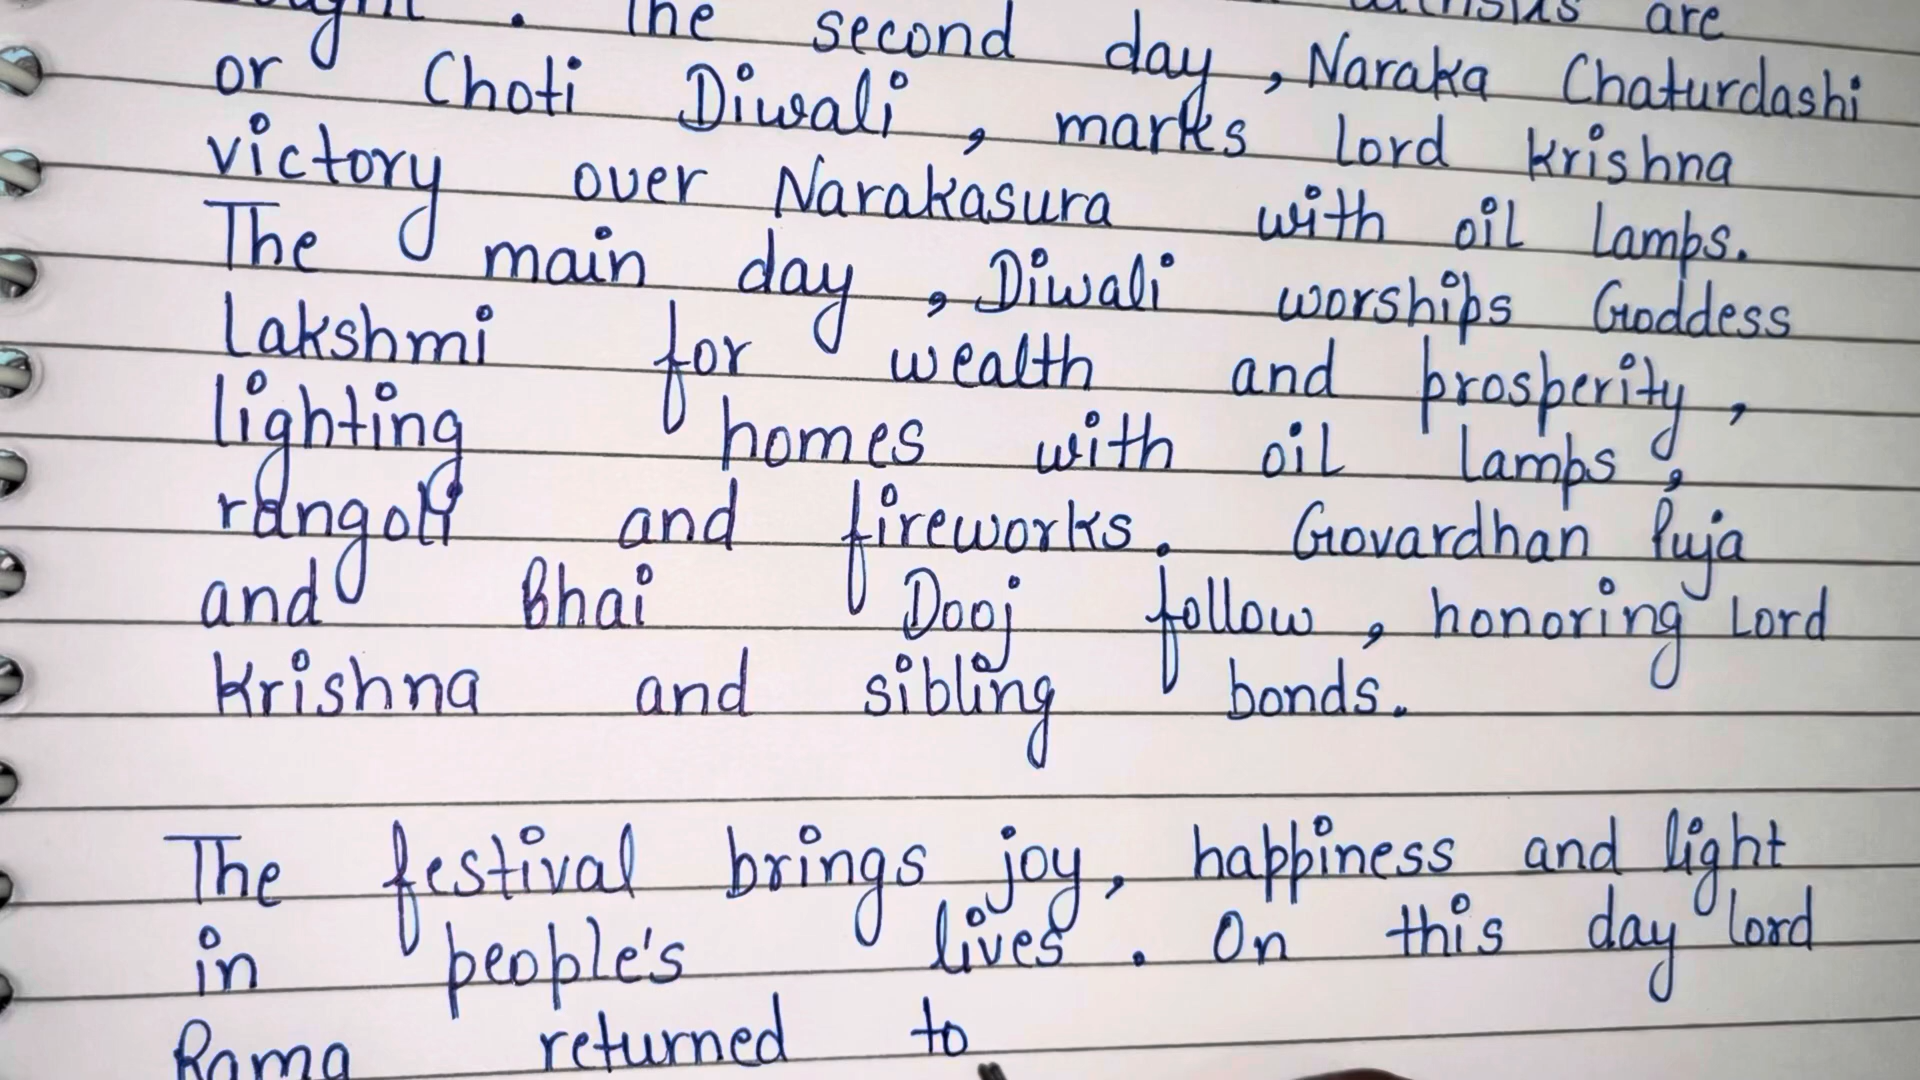 The second day, Naraka Chaturdashi are
or Choti Diwali, marks lord krishna
victory over Narakasura with oil lamps.
The main day, Diwali worships Goddess
Lakshmi for wealth and prosperity,
lighting homes with oil lamps,
rangoli and fireworks. Govardhan Puja
and Bhai Dooj follow, honoring Lord
Krishna and sibling bonds.
The festival brings joy, happiness and light
in people's lives. On this day lord
Rama returned to